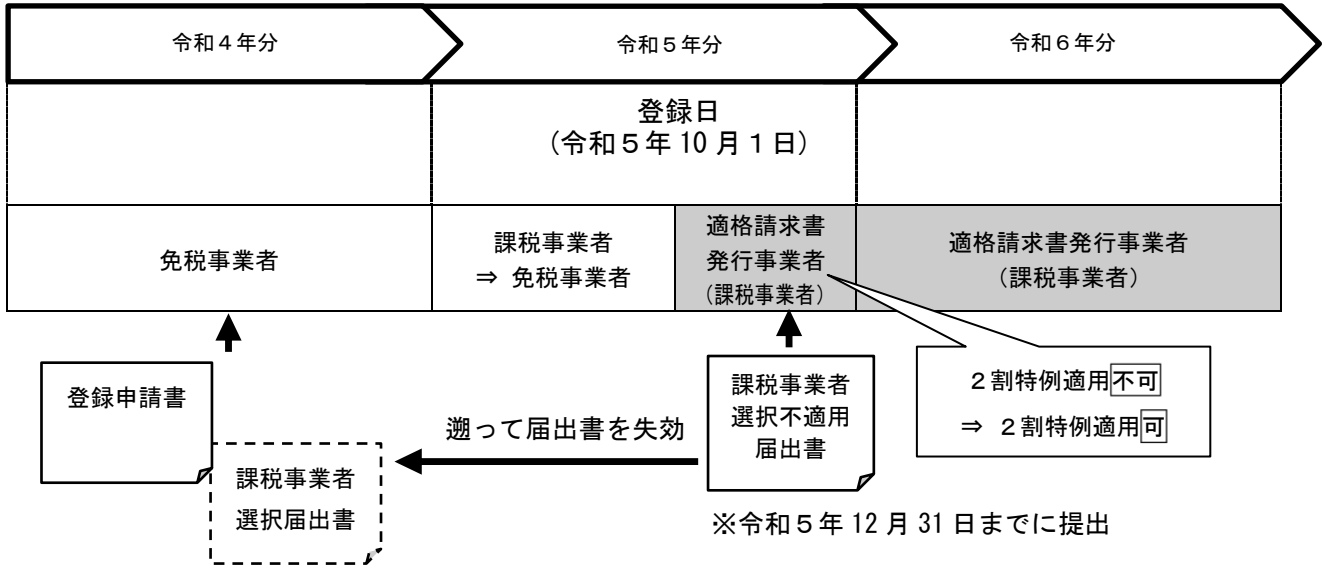 令和４年分
令和５年分
令和６年分
登録日
（令和５年 10 月１日）
免税事業者
課税事業者
⇒ 免税事業者
適格請求書
発行事業者
（課税事業者）
適格請求書発行事業者
（課税事業者）
登録申請書
課税事業者
選択届出書
遡って届出書を失効
課税事業者
選択不適用
届出書
２割特例適用不可
⇒ ２割特例適用可
※令和５年 12 月 31 日までに提出